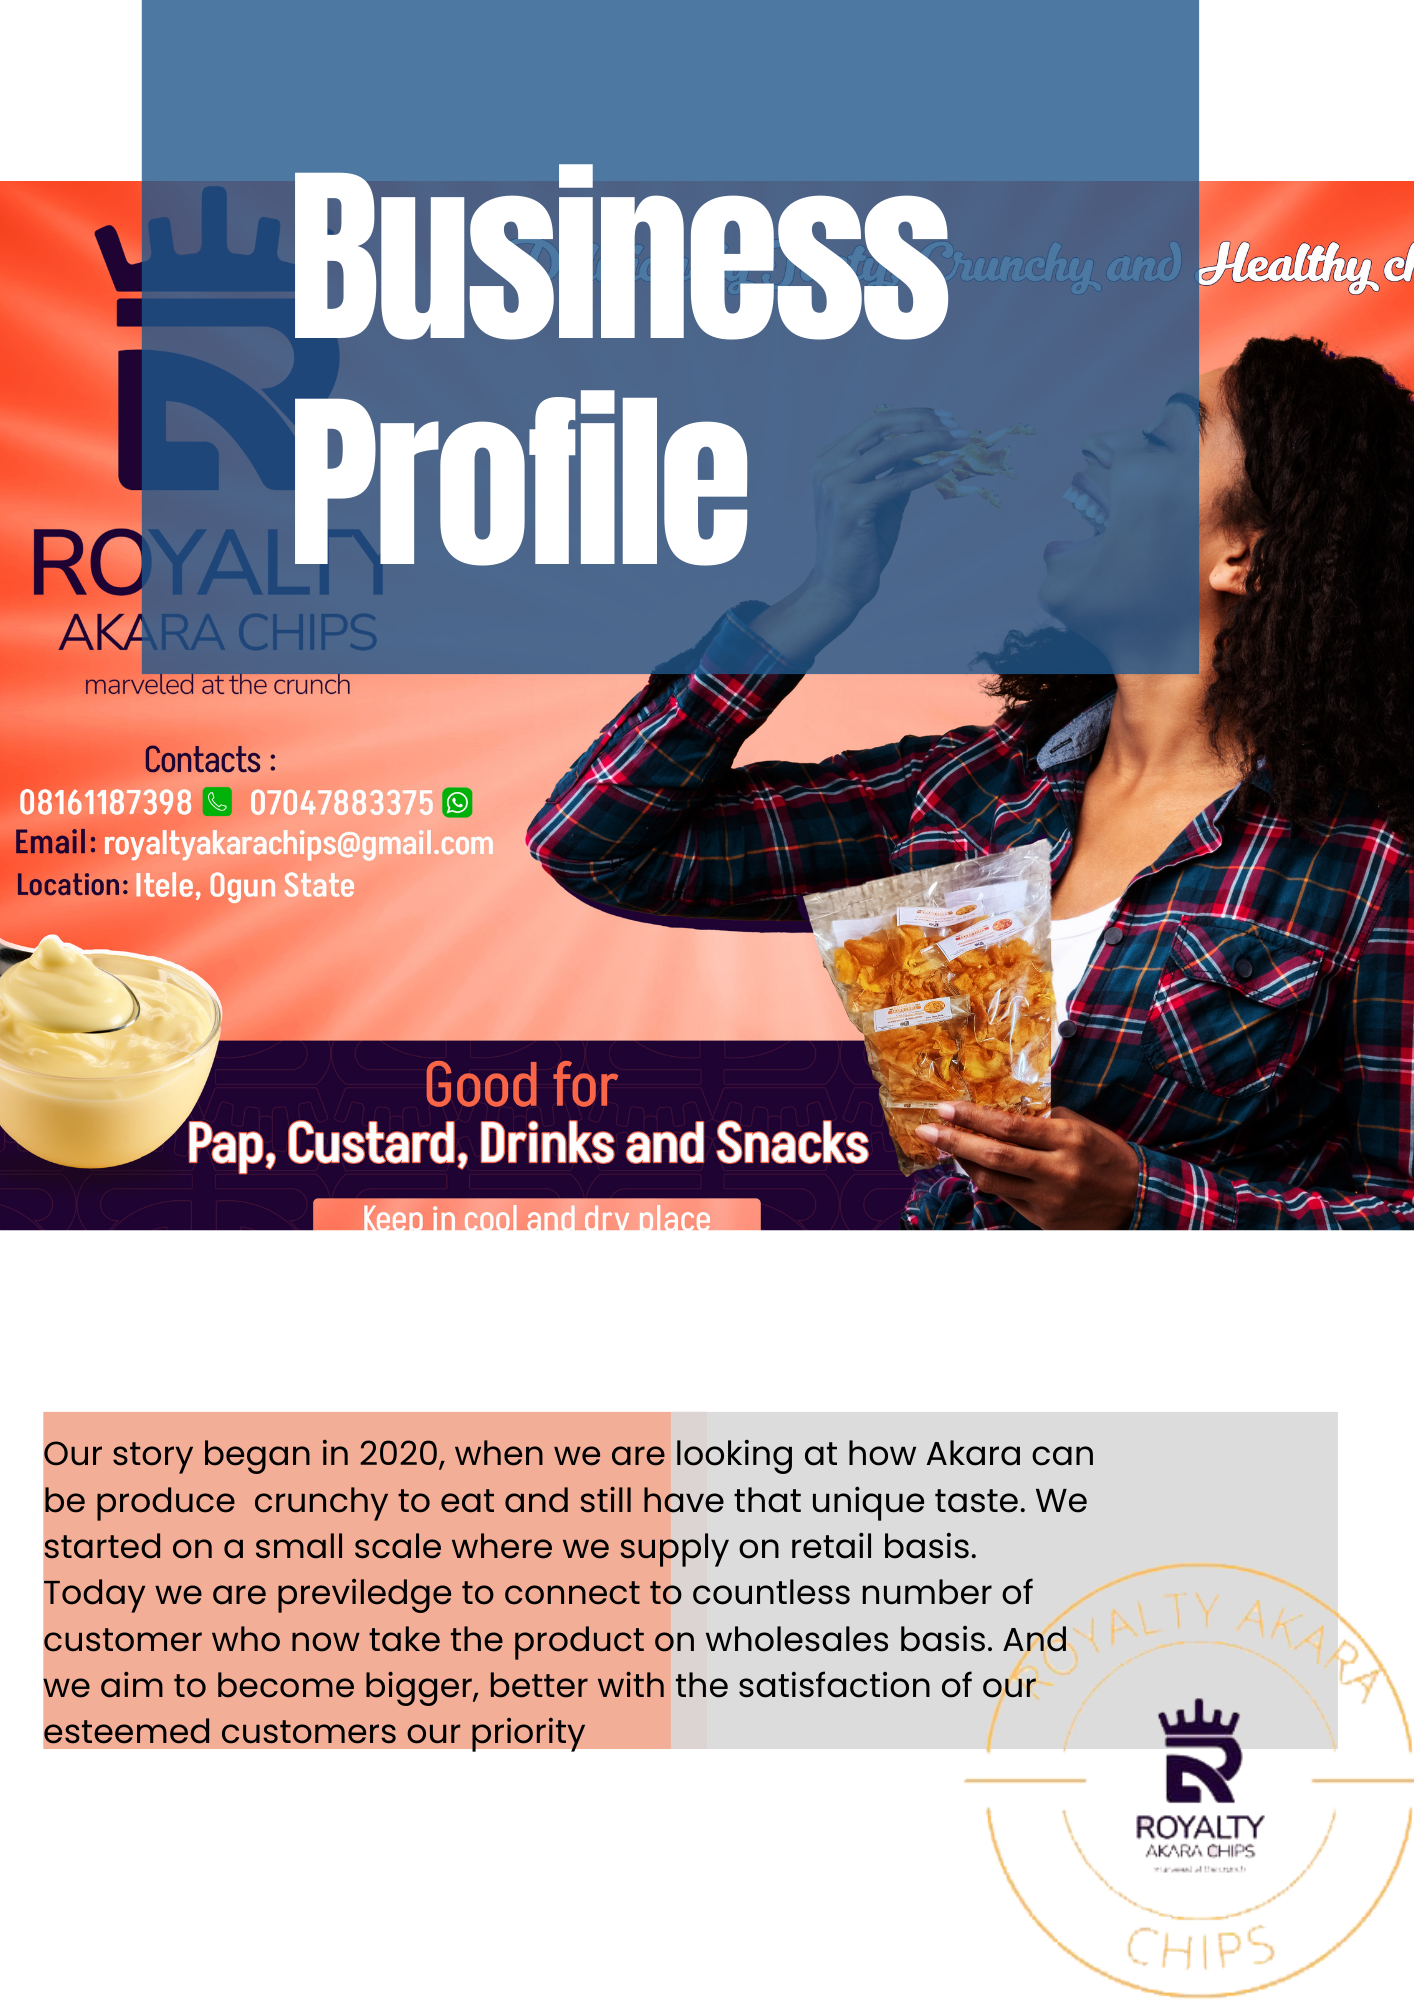 Business
Crunchy and Healthy
Profile
ROYALTY
AKARA CHIPS
marveled at the crunch
Contacts :
08161187398 07047883375
Email: royaltyakarachips@gmail.com
Location: Itele, Ogun State
Good for
Pap, Custard, Drinks and Snacks
Keep in cool and dry place
Our story began in 2020, when we are looking at how Akara can
be produce  crunchy to eat and still have that unique taste. We
started on a small scale where we supply on retail basis.
Today we are previledge to connect to countless number of
customer who now take the product on wholesales basis. And
we aim to become bigger, better with the satisfaction of our
esteemed customers our priority
ROYALTY AKARA
ROYALTY
AKARA CHIPS
marveled at the crunch
CHIPS